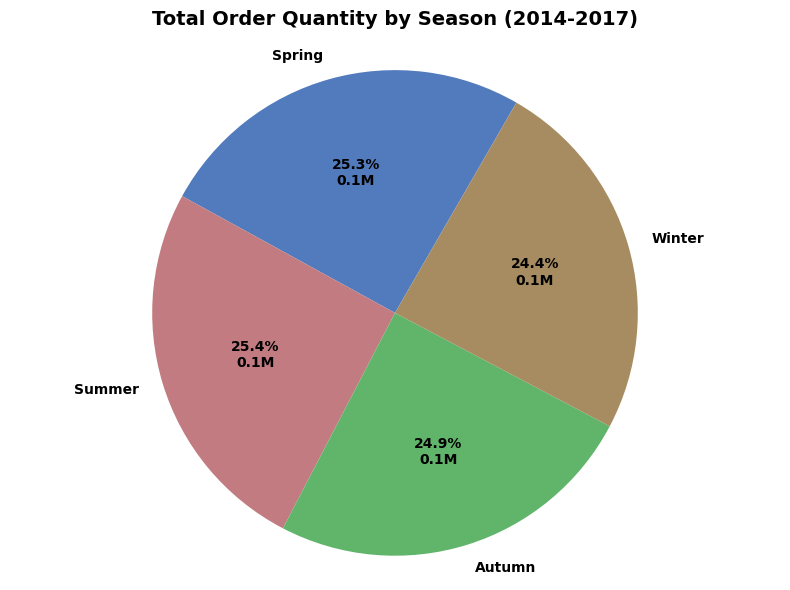 Total Order Quantity by Season (2014-2017)
Spring
25.3%
0.1M
Winter
24.4%
0.1M
25.4%
0.1M
Summer
24.9%
0.1M
Autumn